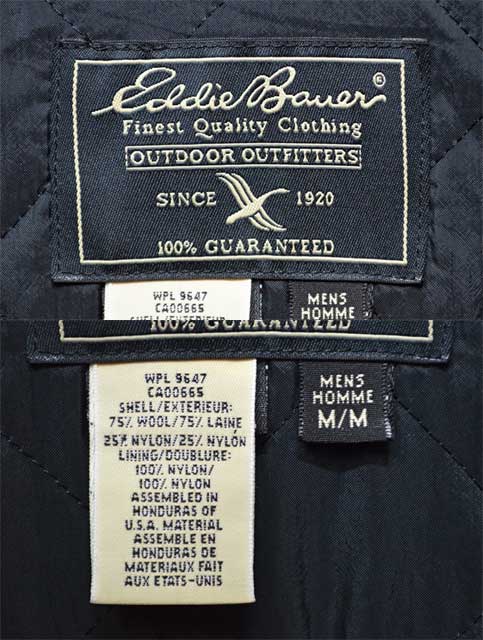 Eddie Bauer®
Finest Quality Clothing
OUTDOOR OUTFITTERS
SINCE 1920
100% GUARANTEED
WPL 9647
CA00665
SHELL/EXTERIEUR:
MENS
HOMME
100% GUARANTEED
WPL 9647
CA00665
SHELL/EXTERIEUR:
75% WOOL/75% LAINE
25% NYLON/25% NYLON
LINING/DOUBLURE:
100% NYLON/
100% NYLON
ASSEMBLED IN
HONDURAS OF
U.S.A. MATERIAL
ASSEMBLE EN
HONDURAS DE
MATERIAUX FAIT
AUX ETATS-UNIS
MENS
HOMME
M/M